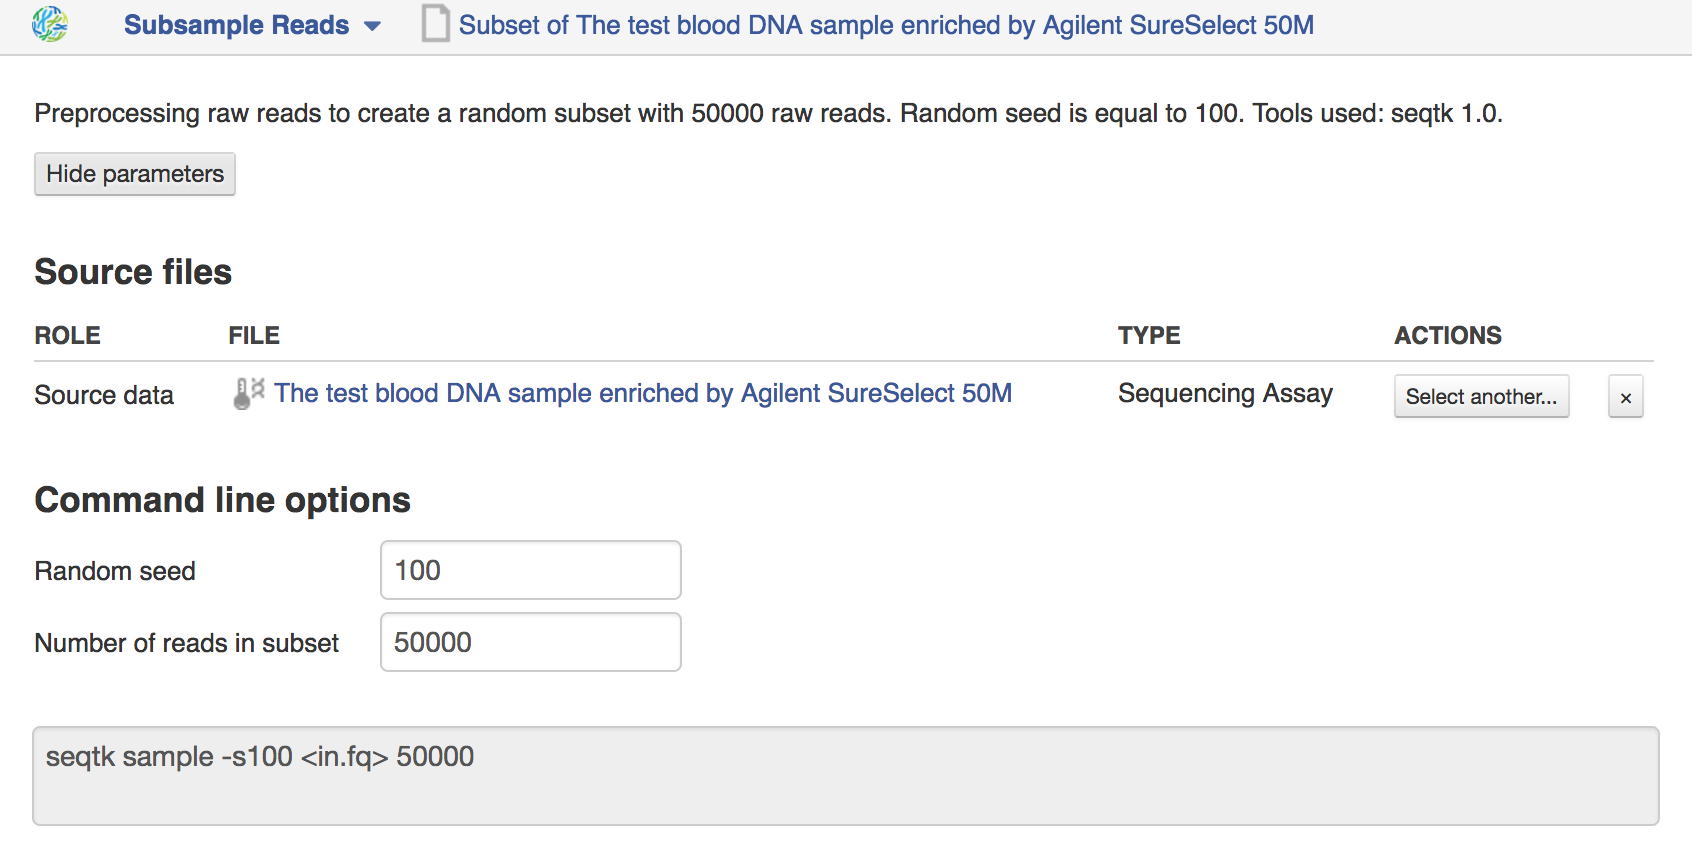 Subsample Reads Subset of The test blood DNA sample enriched by Agilent SureSelect 50M
Preprocessing raw reads to create a random subset with 50000 raw reads. Random seed is equal to 100. Tools used: seqtk 1.0.
Hide parameters
Source files
ROLE FILE TYPE ACTIONS
Source data The test blood DNA sample enriched by Agilent SureSelect 50M Sequencing Assay Select another... ×
Command line options
Random seed 100
Number of reads in subset 50000
seqtk sample -s100 <in.fq> 50000